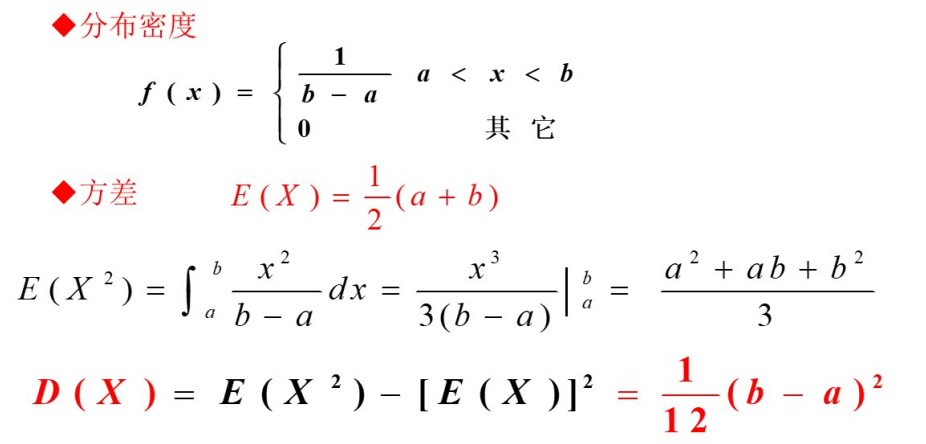 ◆分布密度
f(x) = { 1/(b − a)  a < x < b
0  其它
◆方差  E(X) = 1/2 (a + b)
E(X²) = ∫ₐᵇ x²/(b − a) dx = x³/(3(b − a)) |ₐᵇ = (a² + ab + b²)/3
D(X) = E(X²) − [E(X)]² = 1/12 (b − a)²